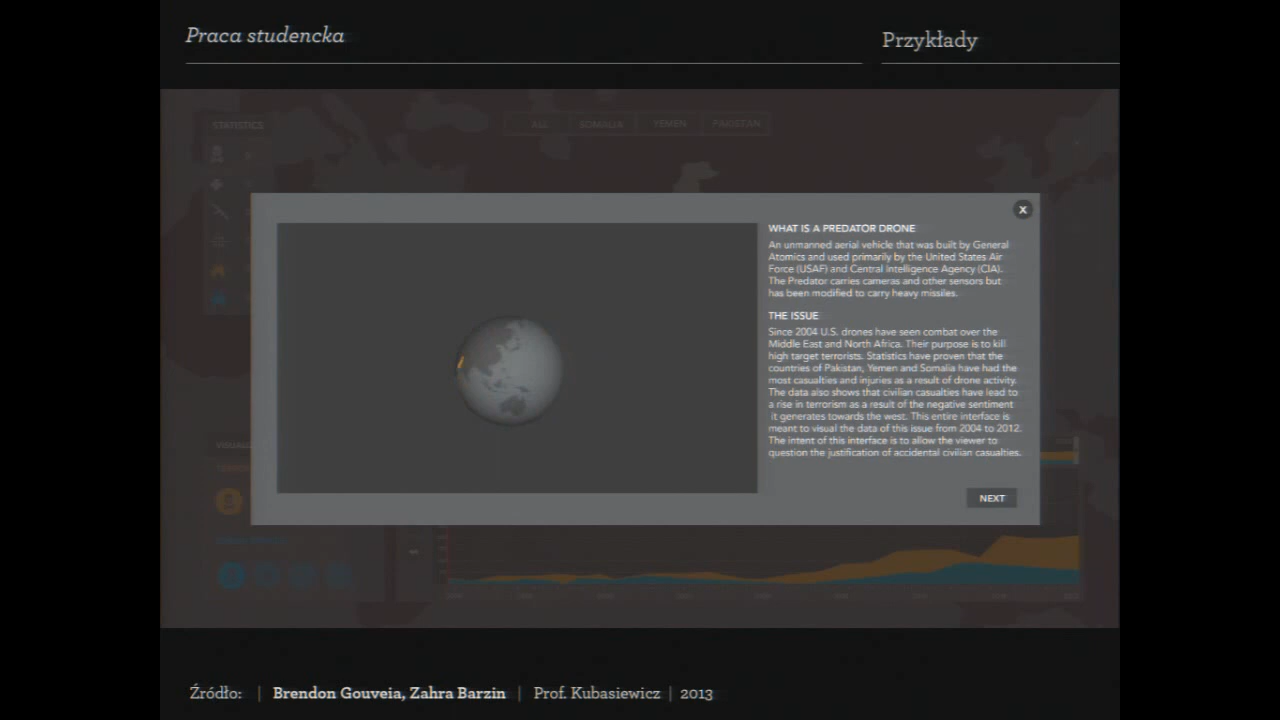 Praca studencka
Przykłady
STATISTICS
ALL
SOMALIA
YEMEN
PAKISTAN
X
WHAT IS A PREDATOR DRONE
An unmanned aerial vehicle that was built by General
Atomics and used primarily by the United States Air
Force (USAF) and Central Intelligence Agency (CIA).
The Predator carries cameras and other sensors but
has been modified to carry heavy missiles.
THE ISSUE
Since 2004 U.S. drones have seen combat over the
Middle East and North Africa. Their purpose is to kill
high target terrorists. Statistics have proven that the
countries of Pakistan, Yemen and Somalia have had the
most casualties and injuries as a result of drone activity.
The data also shows that civilian casualties have lead to
a rise in terrorism as a result of the negative sentiment
it generates towards the west. This entire interface is
meant to visual the data of this issue from 2004 to 2012.
The intent of this interface is to allow the viewer to
question the justification of accidental civilian casualties.
NEXT
Źródło: | Brendon Gouveia, Zahra Barzin | Prof. Kubasiewicz | 2013